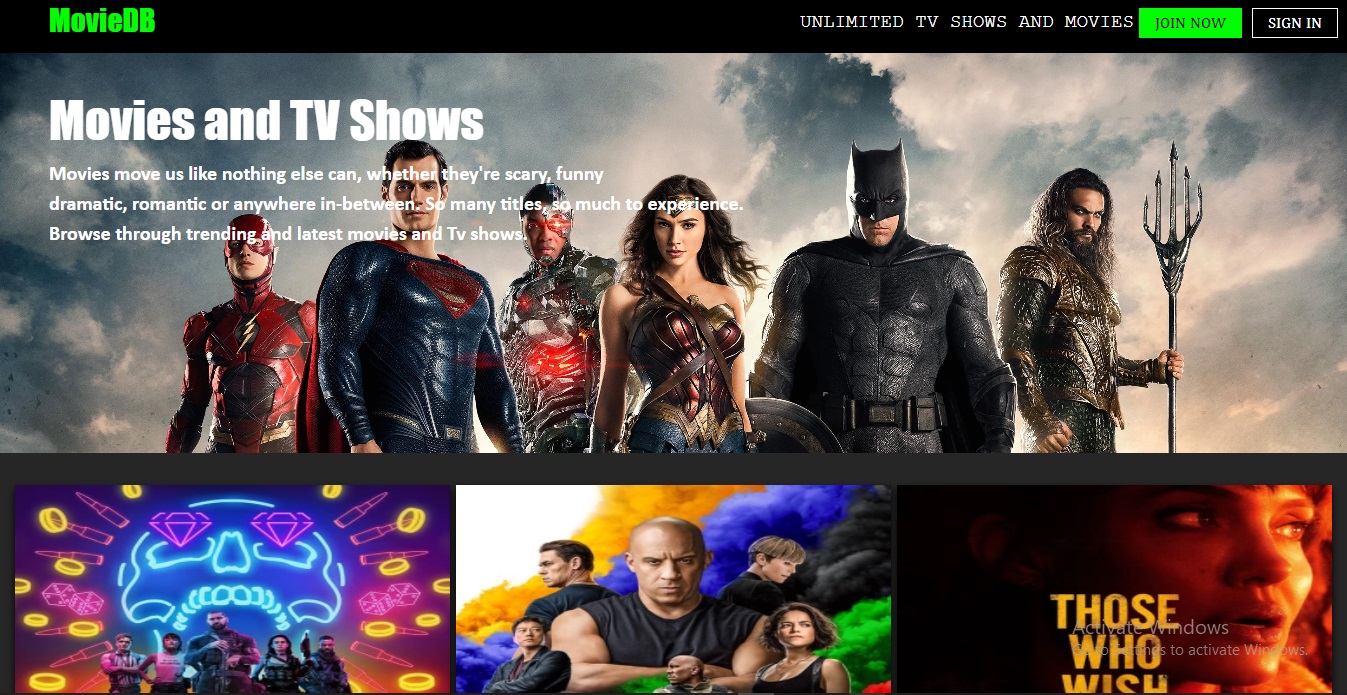 MovieDB
UNLIMITED TV SHOWS AND MOVIES JOIN NOW SIGN IN
Movies and TV Shows
Movies move us like nothing else can, whether they're scary, funny
dramatic, romantic or anywhere in-between. So many titles, so much to experience.
Browse through trending and latest movies and Tv shows.
THOSE
WHO
WISH
Activate Windows
Go to Settings to activate Windows.